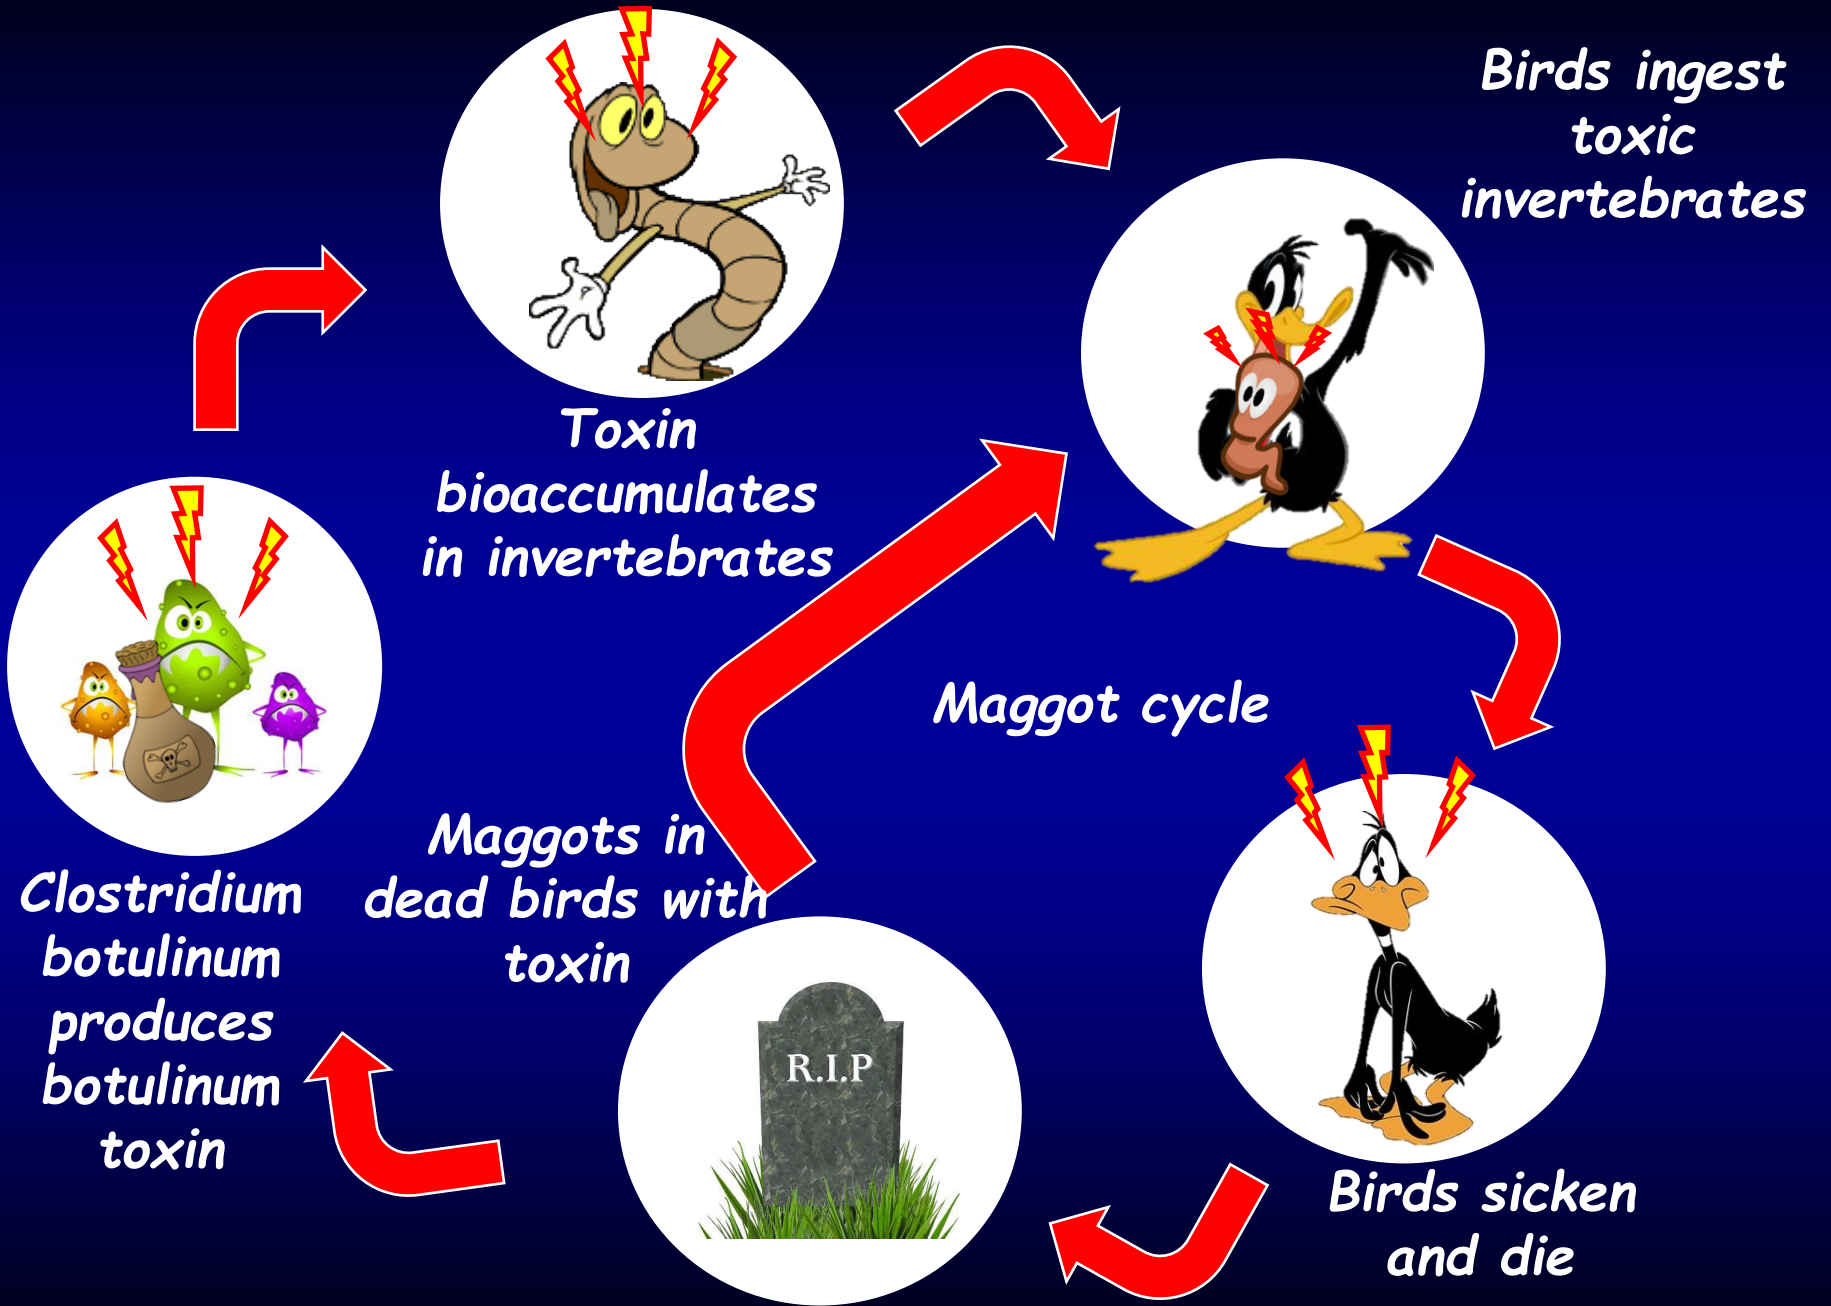 Birds ingest
toxic
invertebrates
Toxin
bioaccumulates
in invertebrates
Maggot cycle
Maggots in
dead birds with
toxin
Clostridium
botulinum
produces
botulinum
toxin
R.I.P
Birds sicken
and die